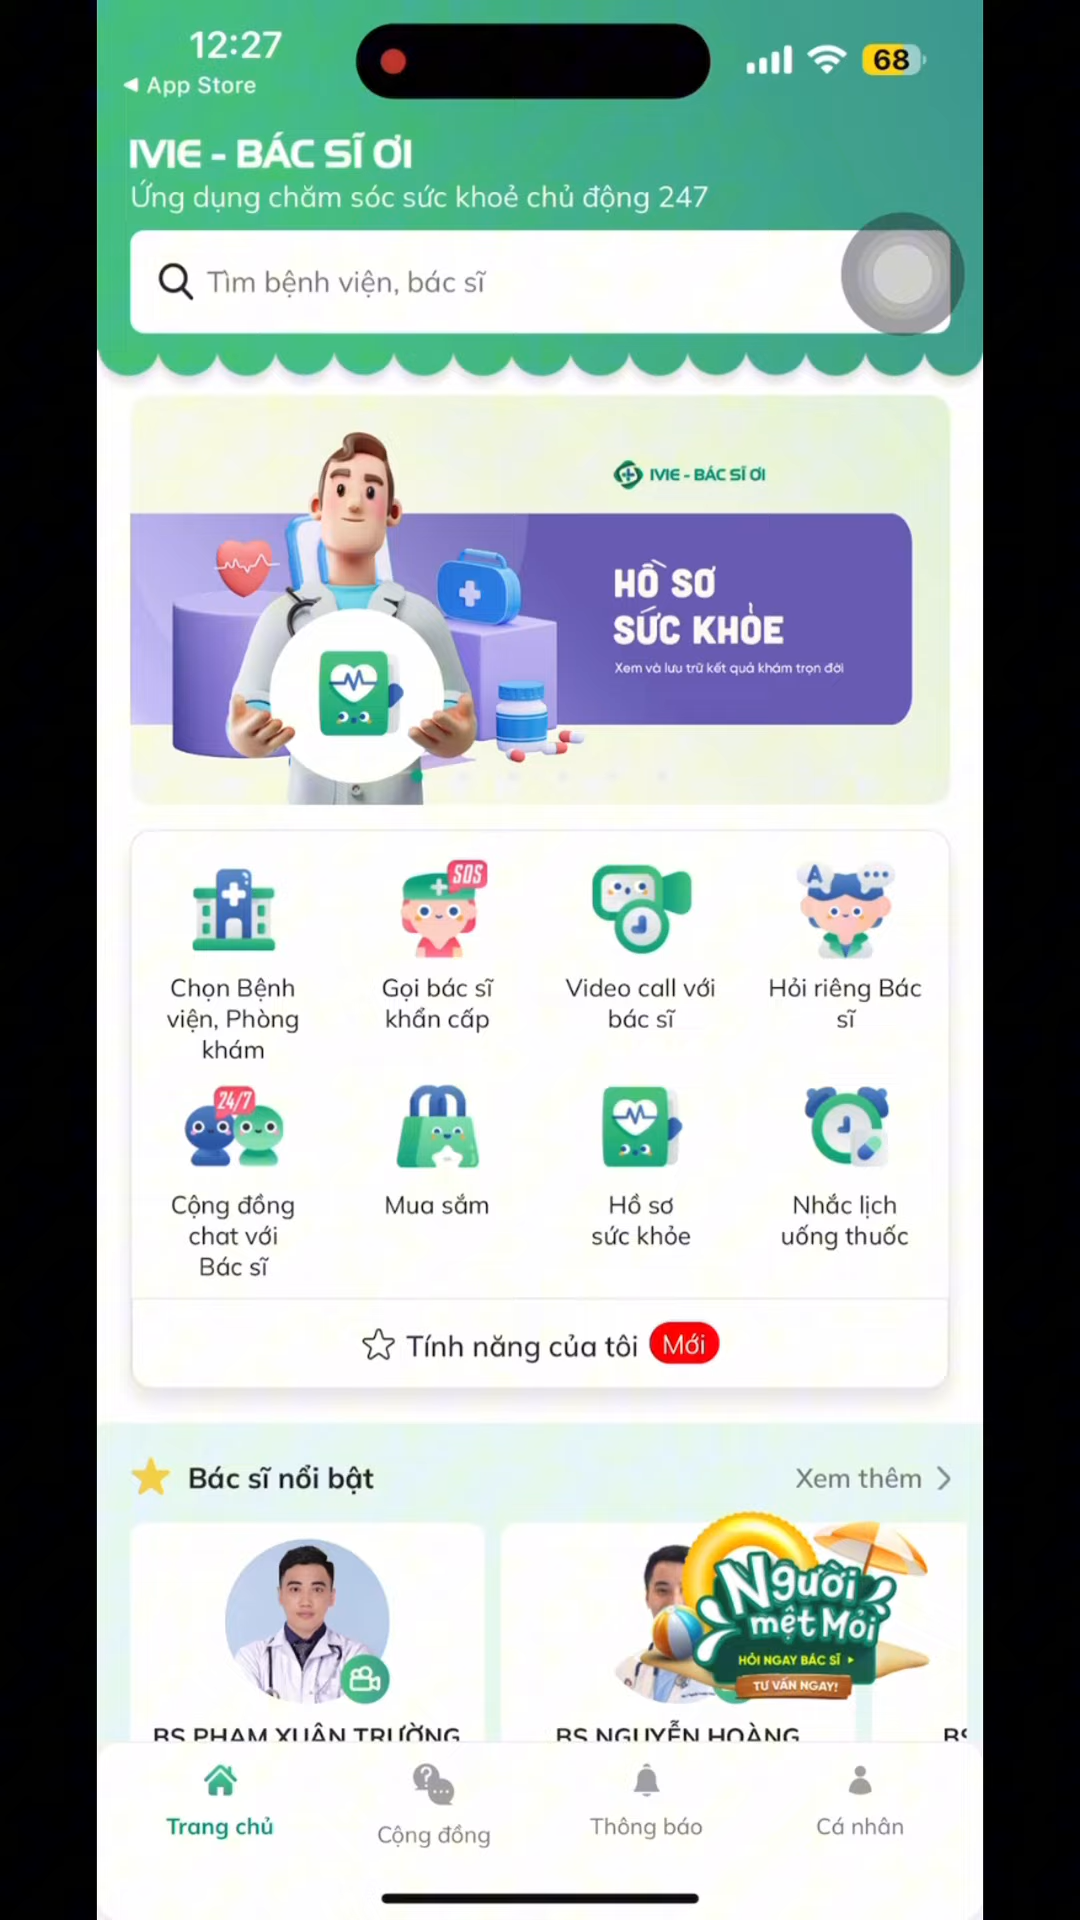 12:27
68
◀ App Store
IVIE - BÁC SĨ ƠI
Ứng dụng chăm sóc sức khoẻ chủ động 247
Tìm bệnh viện, bác sĩ
IVIE - BÁC SĨ ƠI
HỒ SƠ
SỨC KHỎE
Xem và lưu trữ kết quả khám trọn đời
SOS
A
Chọn Bệnh
viện, Phòng
khám
Gọi bác sĩ
khẩn cấp
Video call với
bác sĩ
Hỏi riêng Bác
sĩ
24/7
Cộng đồng
chat với
Bác sĩ
Mua sắm
Hồ sơ
sức khỏe
Nhắc lịch
uống thuốc
Tính năng của tôi Mới
Bác sĩ nổi bật
Xem thêm
Người
mệt Mỏi
HỎI NGAY BÁC SĨ
TƯ VẤN NGAY!
BS PHẠM XUÂN TRƯỜNG
BS NGUYỄN HOÀNG
BS
Trang chủ
Cộng đồng
Thông báo
Cá nhân